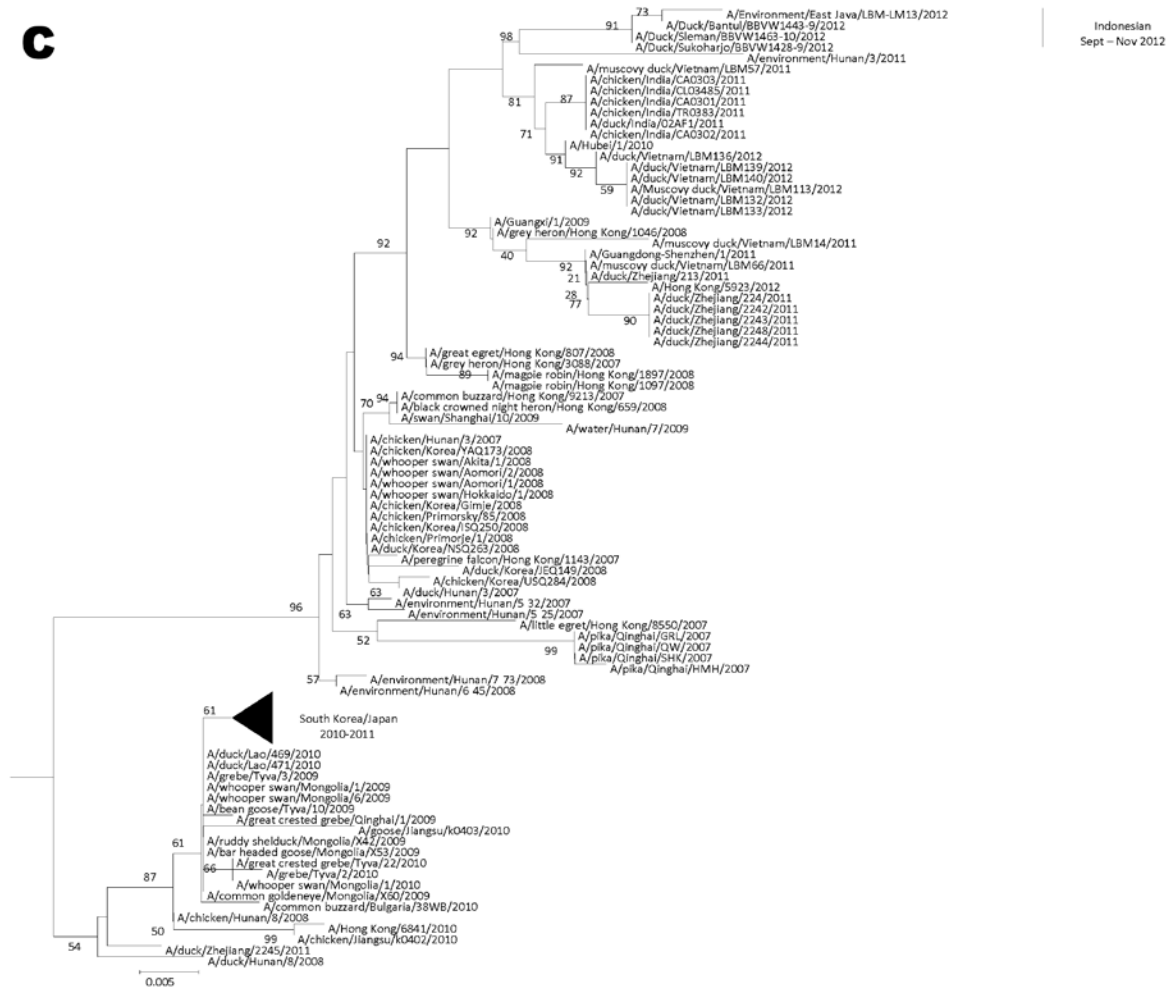 C
73
A/Environment/East Java/LBM-LM13/2012
91
A/Duck/Bantul/BBVW1443-9/2012
A/Duck/Sleman/BBVW1463-10/2012
98
A/Duck/Sukoharjo/BBVW1428-9/2012
Indonesian
Sept – Nov 2012
A/environment/Hunan/3/2011
A/muscovy duck/Vietnam/LBM57/2011
A/chicken/India/CA0303/2011
A/chicken/India/CL03485/2011
81
87
A/chicken/India/CA0301/2011
A/chicken/India/TR0383/2011
A/duck/India/02AF1/2011
71
A/chicken/India/CA0302/2011
A/Hubei/1/2010
91
A/duck/Vietnam/LBM136/2012
92
A/duck/Vietnam/LBM139/2012
A/duck/Vietnam/LBM140/2012
59
A/Muscovy duck/Vietnam/LBM113/2012
A/duck/Vietnam/LBM132/2012
A/duck/Vietnam/LBM133/2012
A/Guangxi/1/2009
92
A/grey heron/Hong Kong/1046/2008
92
A/muscovy duck/Vietnam/LBM14/2011
40
A/Guangdong-Shenzhen/1/2011
92
A/muscovy duck/Vietnam/LBM66/2011
21
A/duck/Zhejiang/213/2011
A/Hong Kong/5923/2012
28
A/duck/Zhejiang/224/2011
77
A/duck/Zhejiang/2242/2011
90
A/duck/Zhejiang/2243/2011
A/duck/Zhejiang/2248/2011
A/duck/Zhejiang/2244/2011
94
A/great egret/Hong Kong/807/2008
A/grey heron/Hong Kong/3088/2007
89
A/magpie robin/Hong Kong/1897/2008
A/magpie robin/Hong Kong/1097/2008
94
A/common buzzard/Hong Kong/9213/2007
70
A/black crowned night heron/Hong Kong/659/2008
A/swan/Shanghai/10/2009
A/water/Hunan/7/2009
A/chicken/Hunan/3/2007
A/chicken/Korea/YAQ173/2008
A/whooper swan/Akita/1/2008
A/whooper swan/Aomori/2/2008
A/whooper swan/Aomori/1/2008
A/whooper swan/Hokkaido/1/2008
A/chicken/Korea/Gimje/2008
A/chicken/Primorsky/85/2008
A/chicken/Korea/ISQ250/2008
A/chicken/Primorje/1/2008
A/duck/Korea/NSQ263/2008
A/peregrine falcon/Hong Kong/1143/2007
A/duck/Korea/JEQ149/2008
A/chicken/Korea/USQ284/2008
63
A/duck/Hunan/3/2007
96
A/environment/Hunan/5 32/2007
63
A/environment/Hunan/5 25/2007
A/little egret/Hong Kong/8550/2007
52
A/pika/Qinghai/GRL/2007
99
A/pika/Qinghai/QW/2007
A/pika/Qinghai/SHK/2007
A/pika/Qinghai/HMH/2007
57
A/environment/Hunan/7 73/2008
A/environment/Hunan/6 45/2008
61
South Korea/Japan
2010-2011
A/duck/Lao/469/2010
A/duck/Lao/471/2010
A/grebe/Tyva/3/2009
A/whooper swan/Mongolia/1/2009
A/whooper swan/Mongolia/6/2009
A/bean goose/Tyva/10/2009
A/great crested grebe/Qinghai/1/2009
A/goose/Jiangsu/k0403/2010
61
A/ruddy shelduck/Mongolia/X42/2009
A/bar headed goose/Mongolia/X53/2009
66
A/great crested grebe/Tyva/22/2010
87
A/grebe/Tyva/2/2010
A/whooper swan/Mongolia/1/2010
A/common goldeneye/Mongolia/X60/2009
A/common buzzard/Bulgaria/38WB/2010
A/chicken/Hunan/8/2008
50
A/Hong Kong/6841/2010
99
A/chicken/Jiangsu/k0402/2010
54
A/duck/Zhejiang/2245/2011
A/duck/Hunan/8/2008
0.005